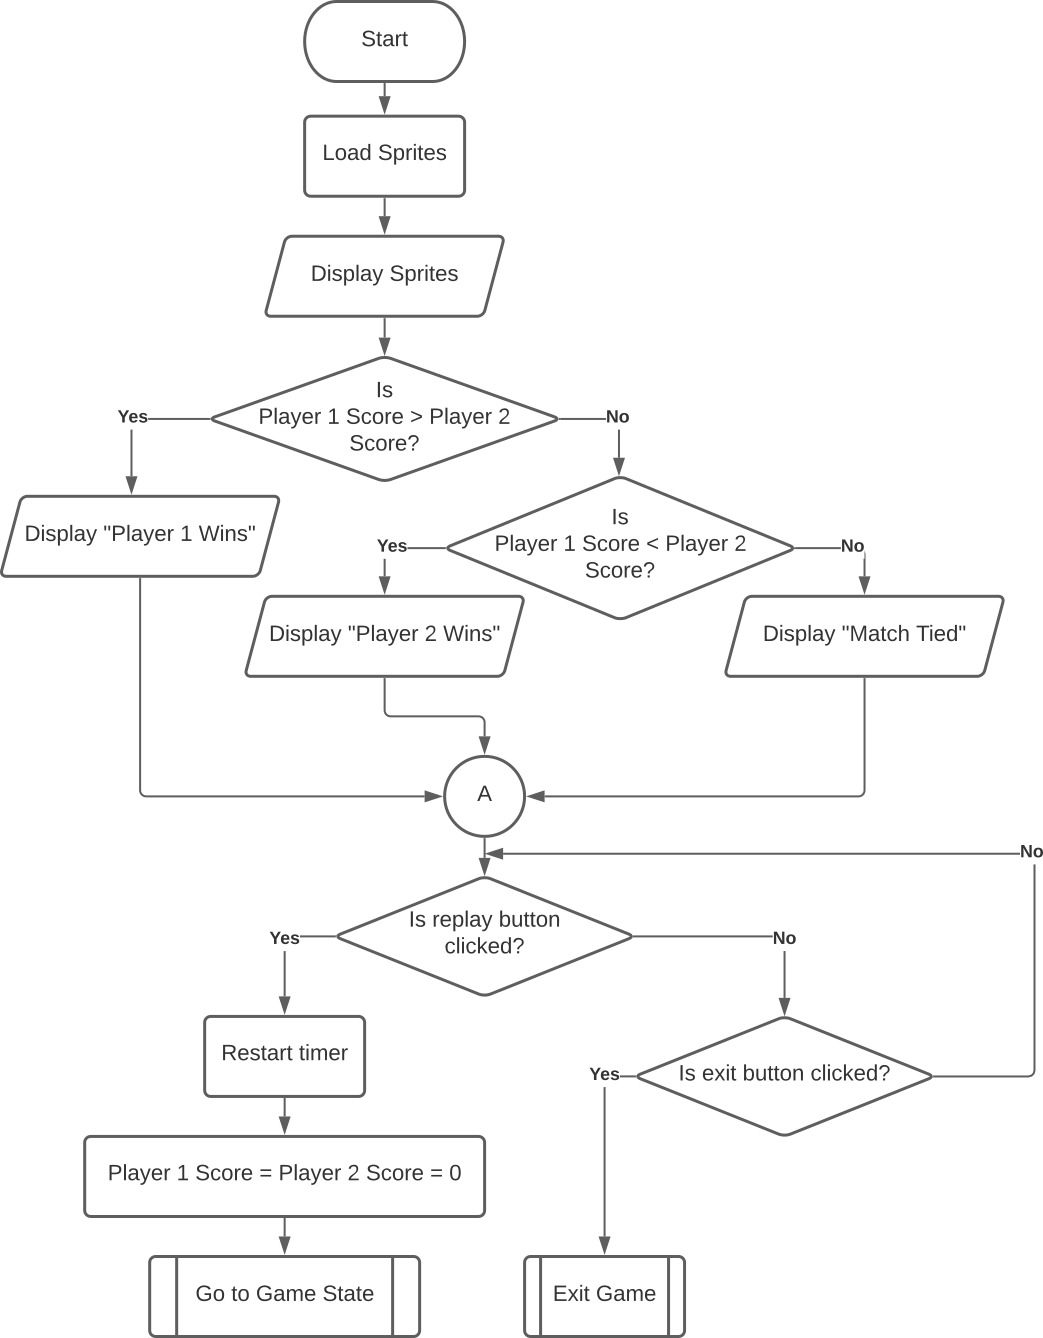 Start
Load Sprites
Display Sprites
Is
Player 1 Score > Player 2
Score?
Yes
No
Display "Player 1 Wins"
Is
Player 1 Score < Player 2
Score?
Yes
No
Display "Player 2 Wins"
Display "Match Tied"
A
No
Is replay button
clicked?
Yes
No
Restart timer
Is exit button clicked?
Yes
Player 1 Score = Player 2 Score = 0
Go to Game State
Exit Game